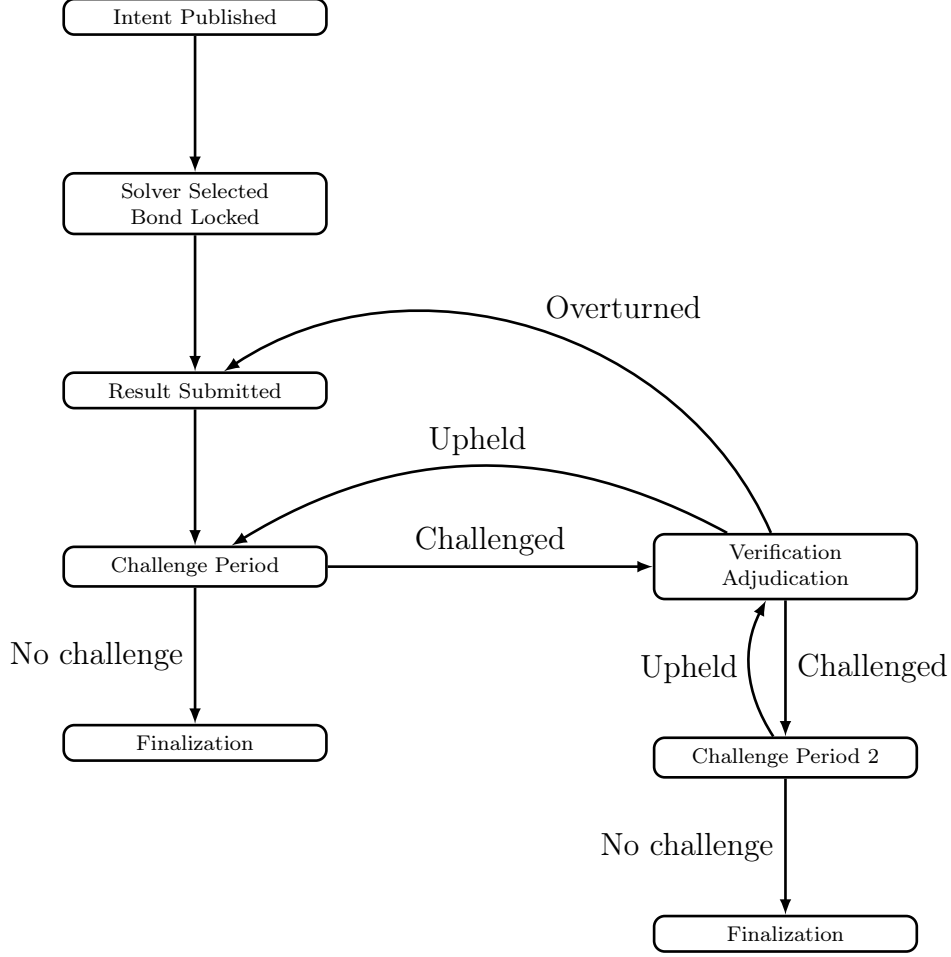 Intent Published
Solver Selected
Bond Locked
Overturned
Result Submitted
Upheld
Challenged
Challenge Period
Verification
Adjudication
No challenge
Upheld
Challenged
Finalization
Challenge Period 2
No challenge
Finalization